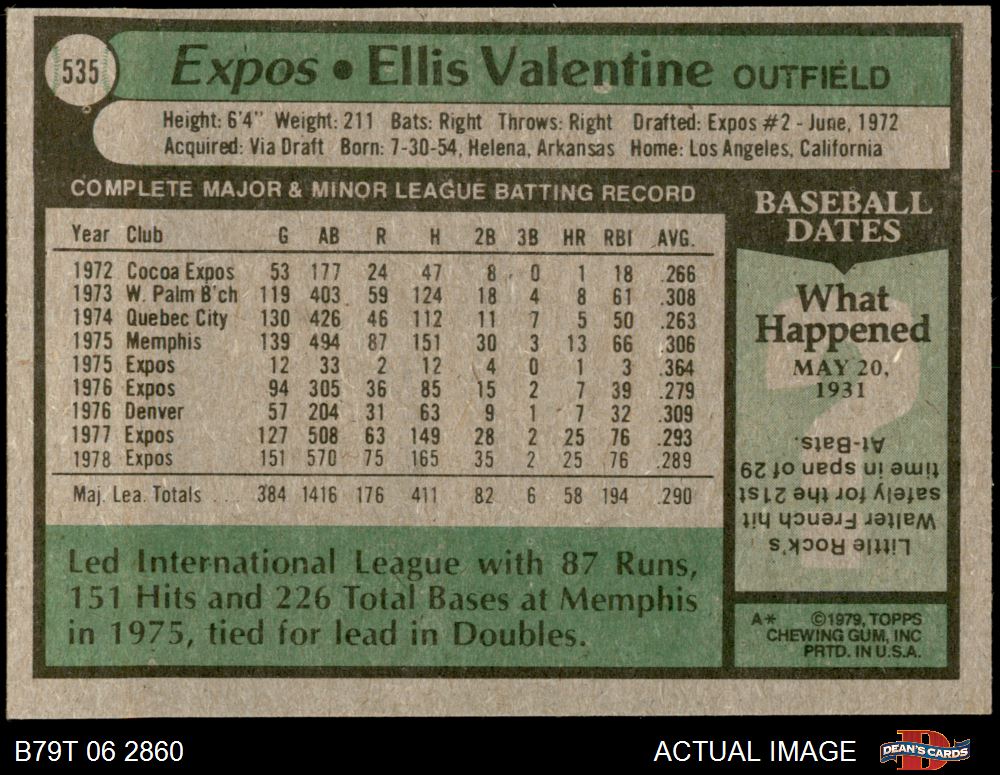 535
Expos • Ellis Valentine OUTFIELD
Height: 6'4" Weight: 211 Bats: Right Throws: Right Drafted: Expos #2 - June, 1972
Acquired: Via Draft Born: 7-30-54, Helena, Arkansas Home: Los Angeles, California
COMPLETE MAJOR & MINOR LEAGUE BATTING RECORD
Year Club G AB R H 2B 3B HR RBI AVG.
1972 Cocoa Expos 53 177 24 47 8 0 1 18 .266
1973 W. Palm B'ch 119 403 59 124 18 4 8 61 .308
1974 Quebec City 130 426 46 112 11 7 5 50 .263
1975 Memphis 139 494 87 151 30 3 13 66 .306
1975 Expos 12 33 2 12 4 0 1 3 .364
1976 Expos 94 305 36 85 15 2 7 39 .279
1976 Denver 57 204 31 63 9 1 7 32 .309
1977 Expos 127 508 63 149 28 2 25 76 .293
1978 Expos 151 570 75 165 35 2 25 76 .289
Maj. Lea. Totals .... 384 1416 176 411 82 6 58 194 .290
Led International League with 87 Runs,
151 Hits and 226 Total Bases at Memphis
in 1975, tied for lead in Doubles.
BASEBALL
DATES
What
Happened
MAY 20,
1931
?
Little Rock's
Walter French hit
safely for the 21st
time in span of 29
At-Bats.
A* ©1979, TOPPS
CHEWING GUM, INC
PRTD. IN U.S.A.
B79T 06 2860
ACTUAL IMAGE
D
DEAN'S CARDS